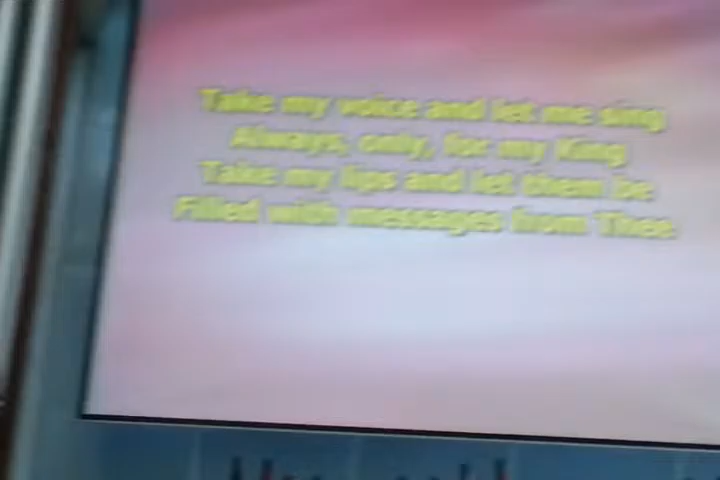 Take my voice and let me sing
Always, only, for my King
Take my lips and let them be
Filled with messages from Thee